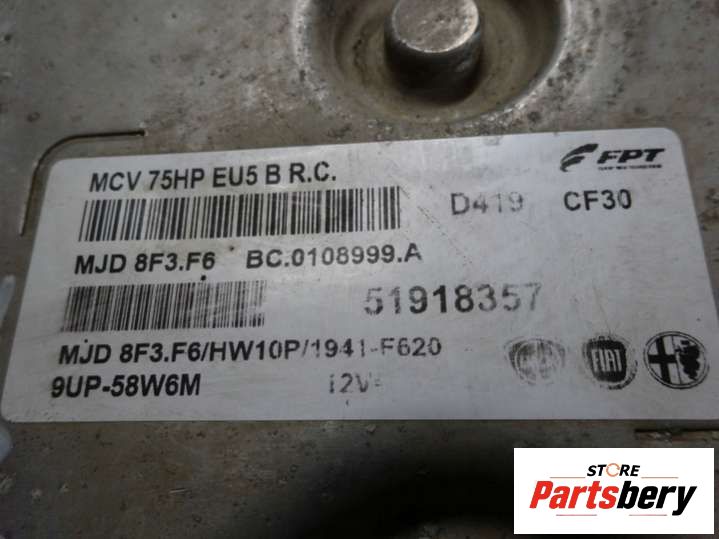 MCV 75HP EU5 B R.C.
FPT
D419 CF30
MJD 8F3.F6 BC.0108999.A
51918357
MJD 8F3.F6/HW10P/1941-F620
FIAT
9UP-58W6M 12V
STORE
Partsbery